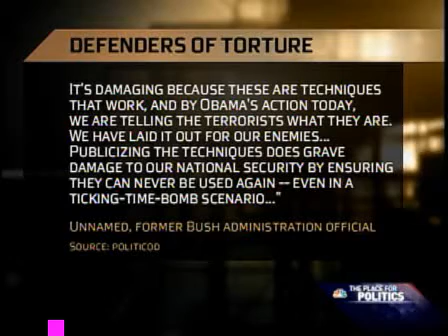 DEFENDERS OF TORTURE
IT'S DAMAGING BECAUSE THESE ARE TECHNIQUES
THAT WORK, AND BY OBAMA'S ACTION TODAY,
WE ARE TELLING THE TERRORISTS WHAT THEY ARE.
WE HAVE LAID IT OUT FOR OUR ENEMIES...
PUBLICIZING THE TECHNIQUES DOES GRAVE
DAMAGE TO OUR NATIONAL SECURITY BY ENSURING
THEY CAN NEVER BE USED AGAIN -- EVEN IN A
TICKING-TIME-BOMB SCENARIO..."
UNNAMED, FORMER BUSH ADMINISTRATION OFFICIAL
SOURCE: POLITICO
THE PLACE FOR
POLITICS